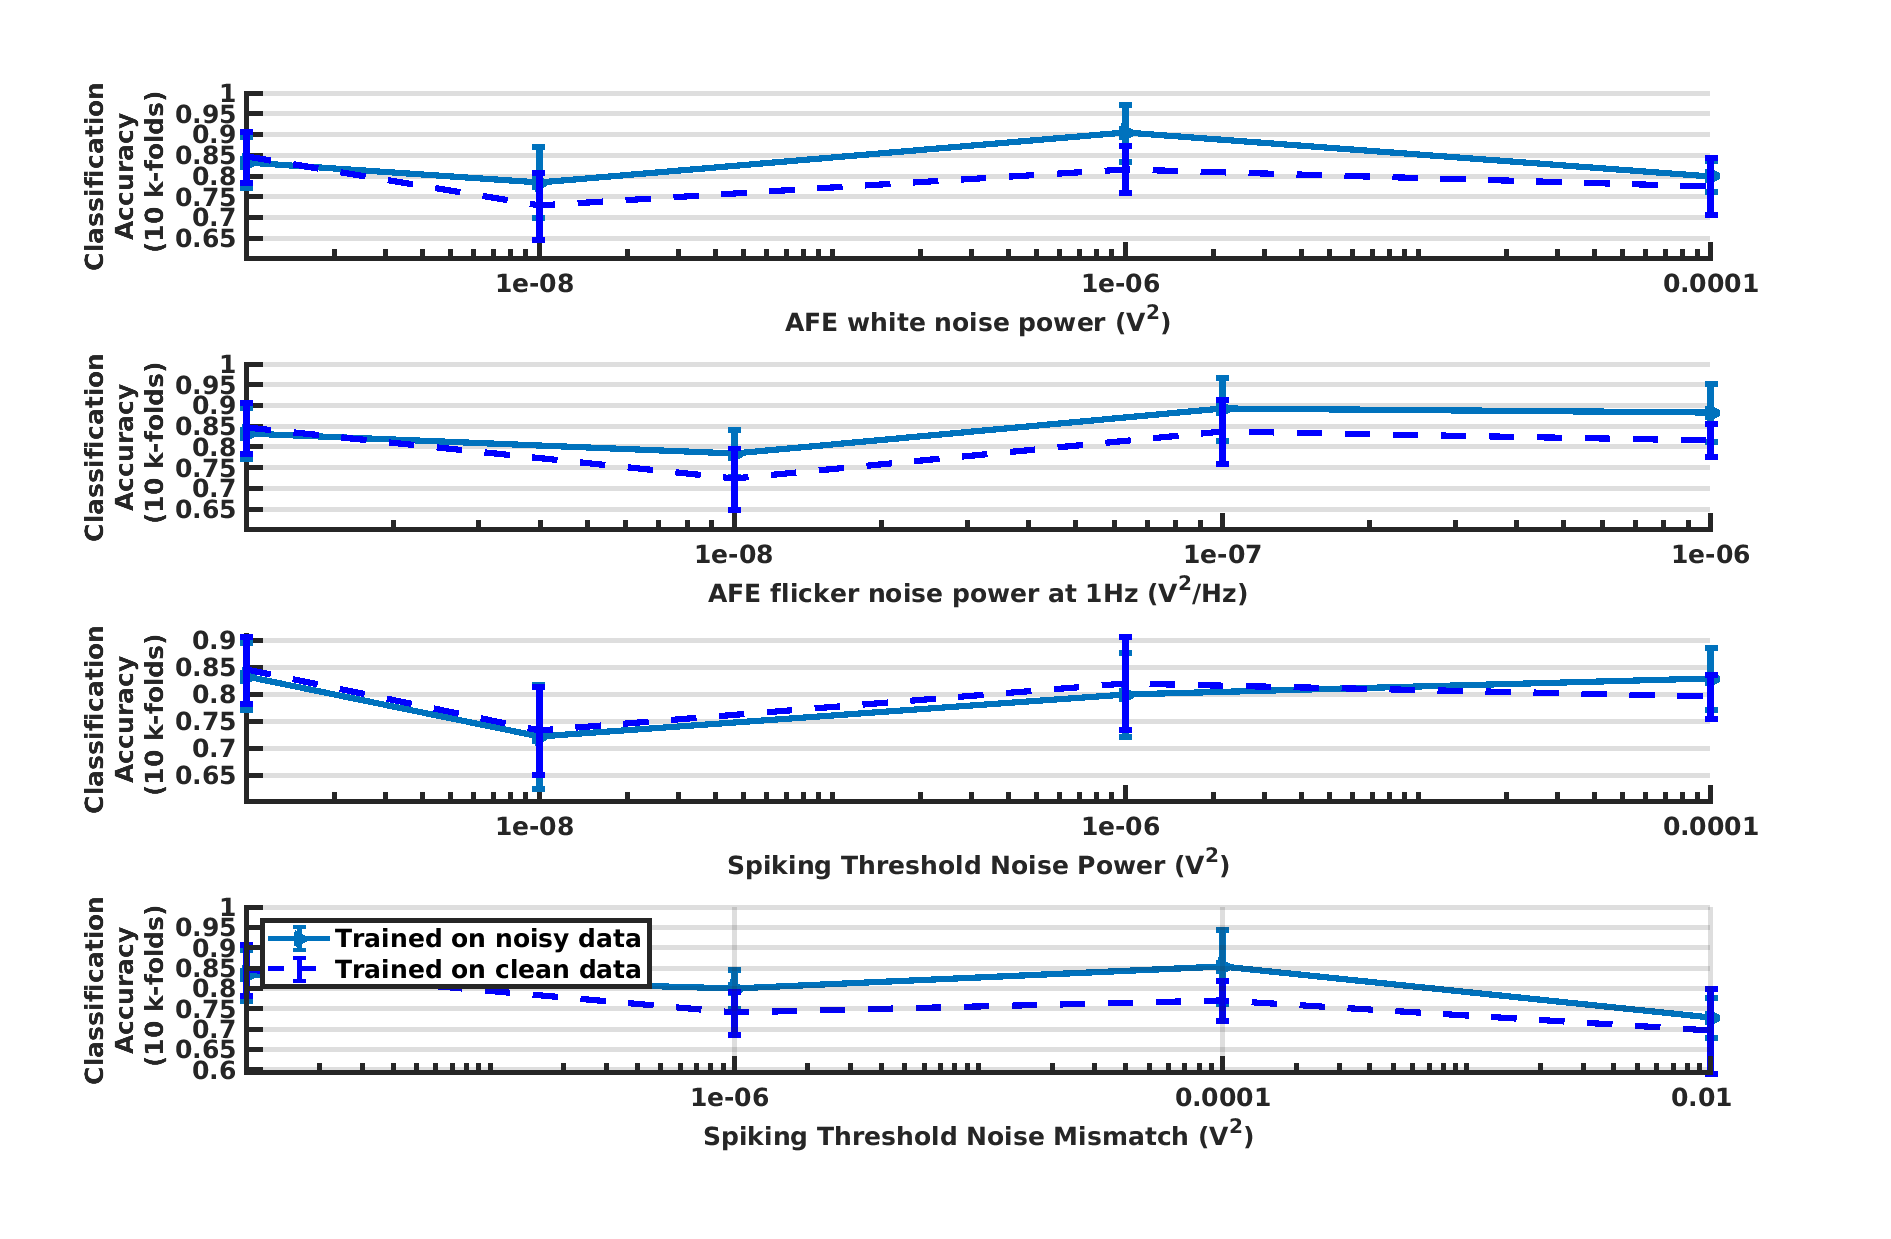 Classification
Accuracy
(10 k-folds)
1
0.95
0.9
0.85
0.8
0.75
0.7
0.65
1e-08
1e-06
0.0001
AFE white noise power (V²)
Classification
Accuracy
(10 k-folds)
1
0.95
0.9
0.85
0.8
0.75
0.7
0.65
1e-08
1e-07
1e-06
AFE flicker noise power at 1Hz (V²/Hz)
Classification
Accuracy
(10 k-folds)
0.9
0.85
0.8
0.75
0.7
0.65
1e-08
1e-06
0.0001
Spiking Threshold Noise Power (V²)
Classification
Accuracy
(10 k-folds)
1
0.95
0.9
0.85
0.8
0.75
0.7
0.65
0.6
Trained on noisy data
Trained on clean data
1e-06
0.0001
0.01
Spiking Threshold Noise Mismatch (V²)